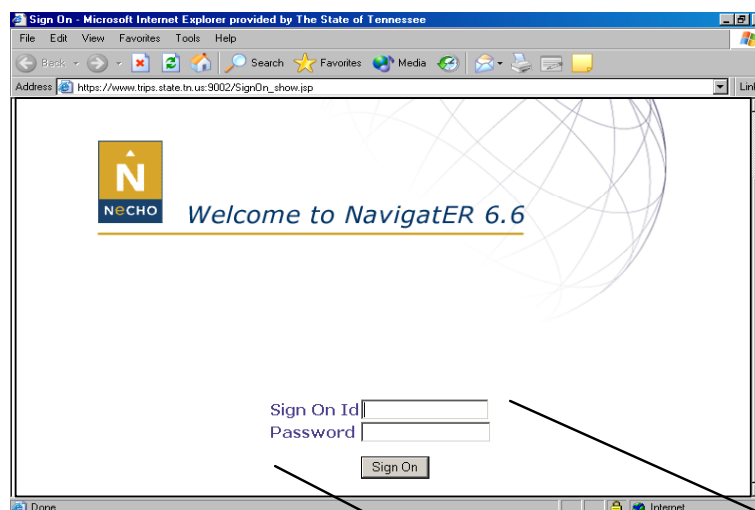 Sign On - Microsoft Internet Explorer provided by The State of Tennessee
File Edit View Favorites Tools Help
Back Search Favorites Media
Address https://www.trips.state.tn.us:9002/SignOn_show.jsp
N
NeCHO
Welcome to NavigatER 6.6
Sign On Id
Password
Sign On
Done Internet